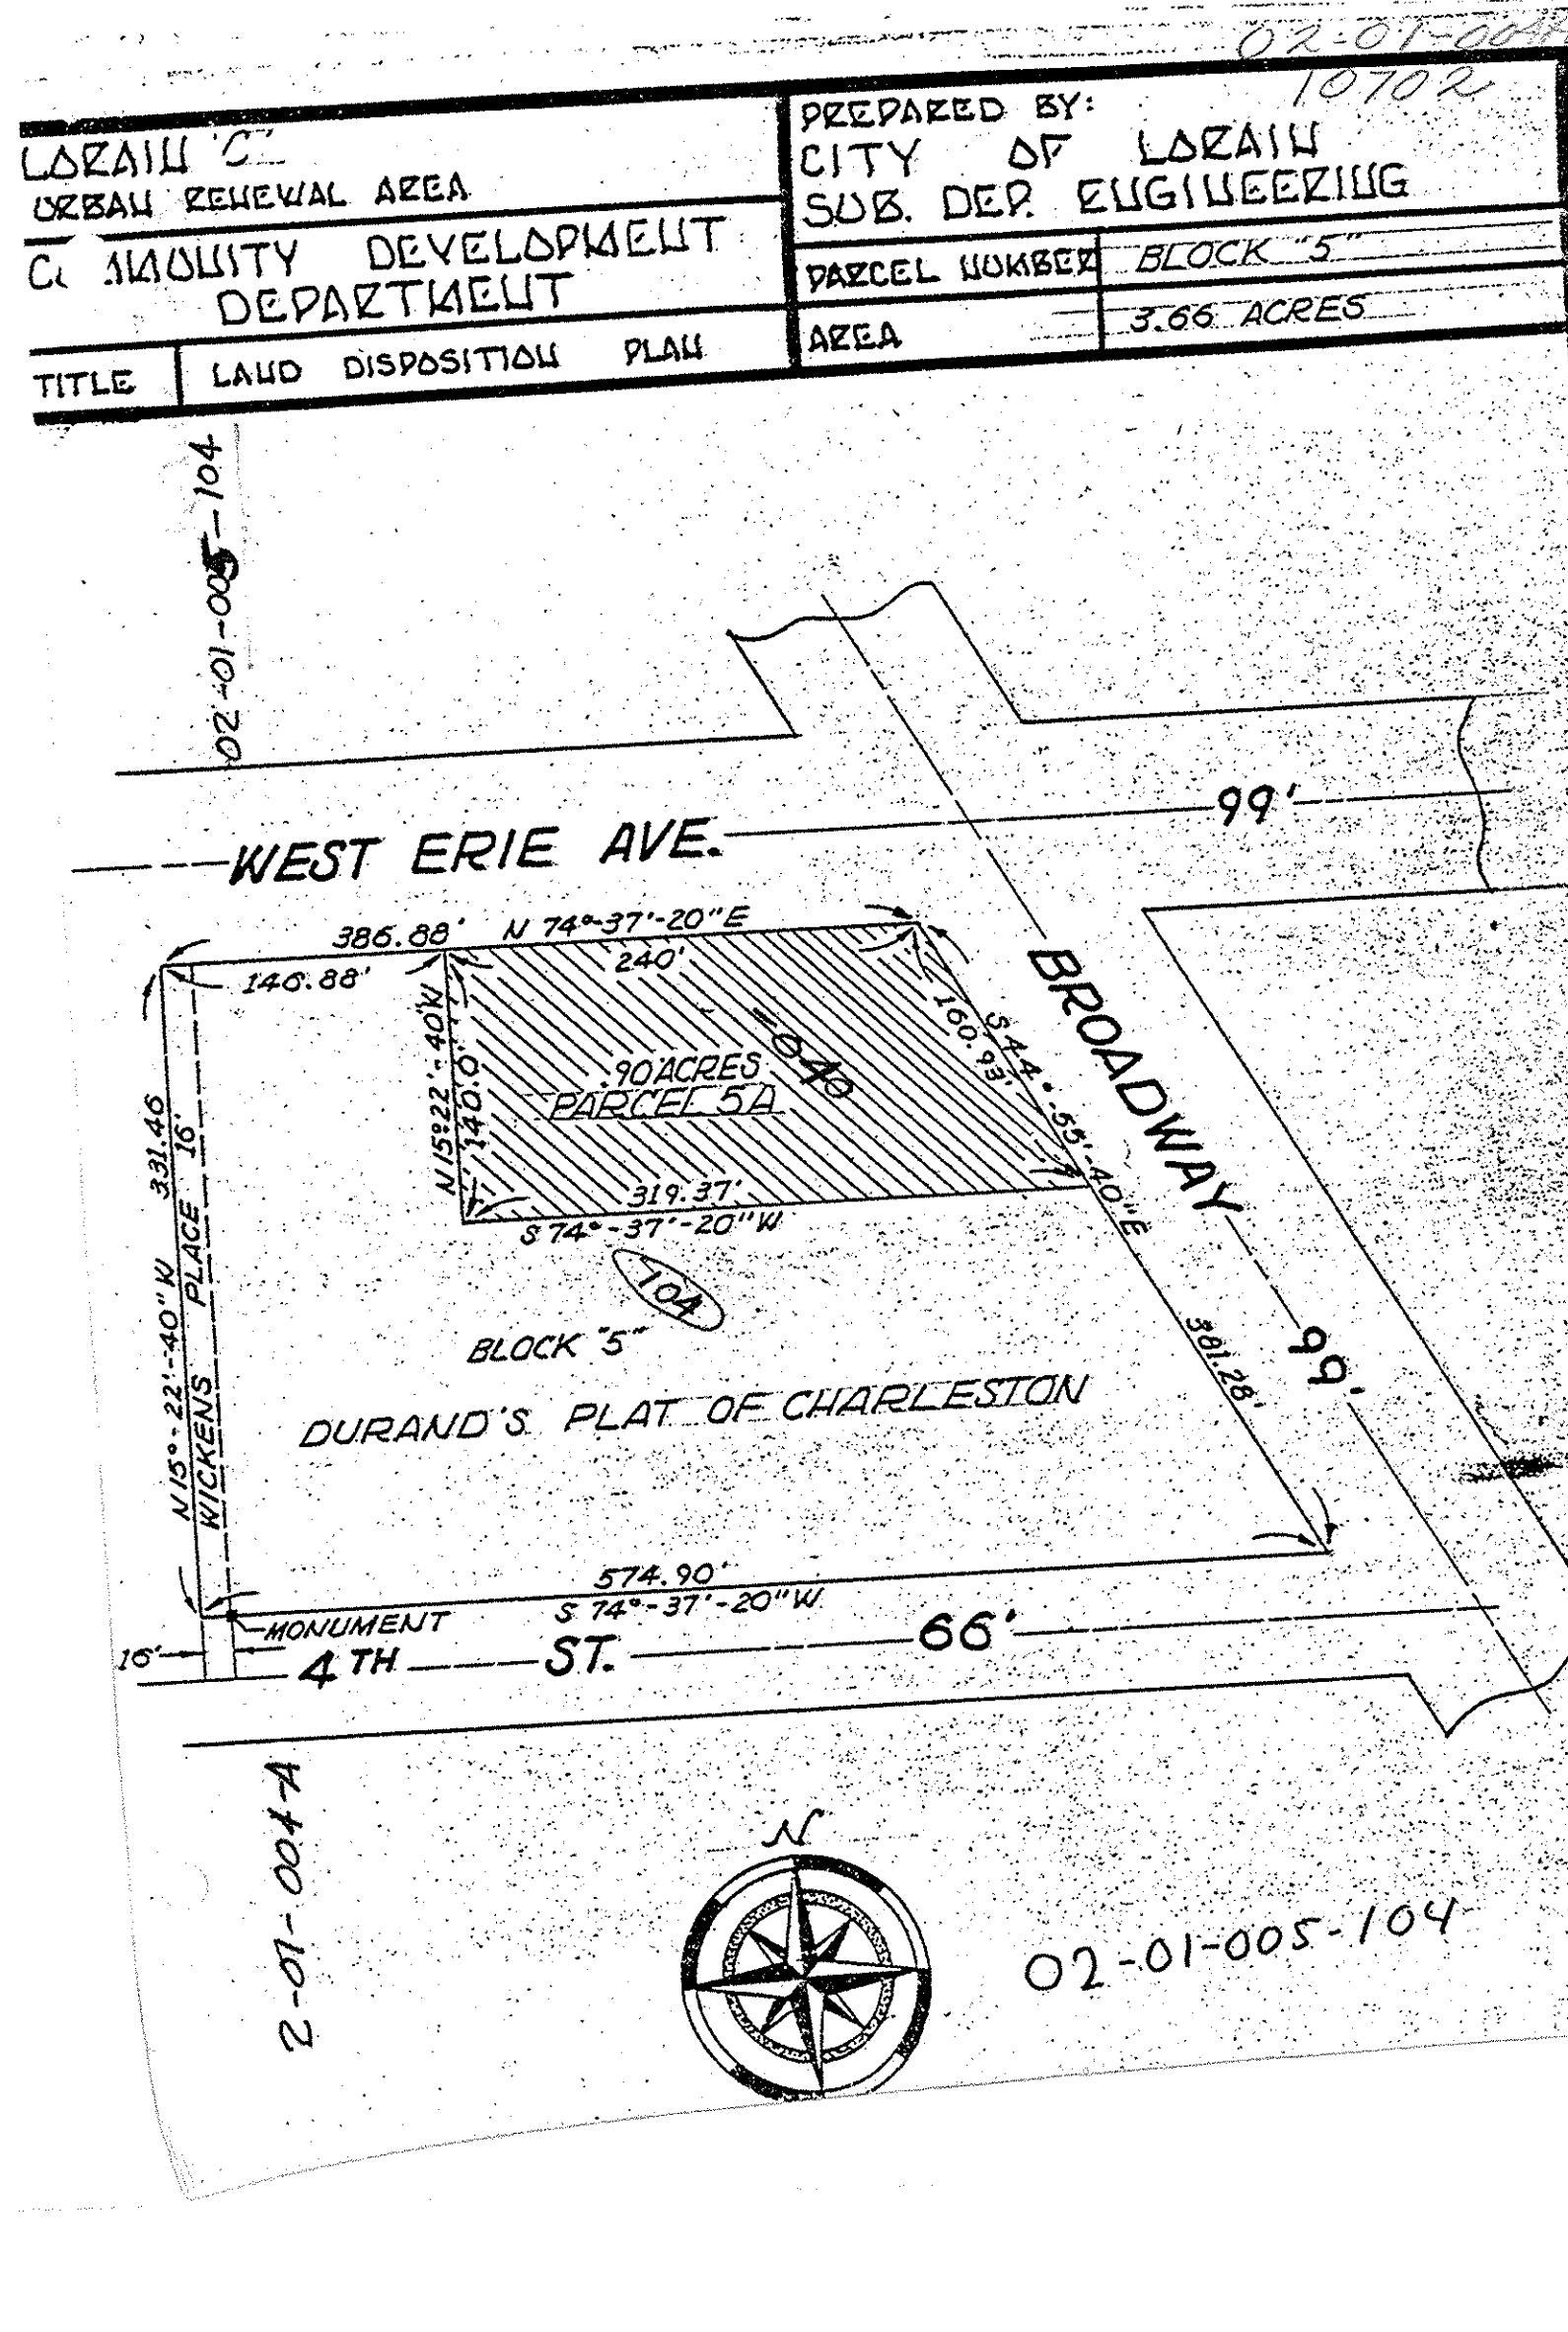 10702
LORAIN "C"
URBAN RENEWAL AREA
DEVELOPMENT
DEPARTMENT
TITLE LAND DISPOSITION PLAN
PREPARED BY:
CITY OF LORAIN
SUB. DEP. ENGINEERING
PARCEL NUMBER BLOCK "5"
AREA 3.66 ACRES
02-01-005-104
WEST ERIE AVE. 99'
386.88' N 74°-37'-20" E
146.88' 240'
N 15°22'-40"W
140.0'
.90 ACRES
PARCEL 5A
-040
160.93'
S 44°-55'-40"E
BROADWAY 99'
319.37'
S 74°-37'-20" W
104
331.46
N 15°-22'-40" W
WICKENS PLACE 16'
BLOCK "5"
DURAND'S PLAT OF CHARLESTON
381.28'
574.90'
S 74°-37'-20" W
MONUMENT
16'
4TH ST. 66'
2-01-004-A
N
02-01-005-104